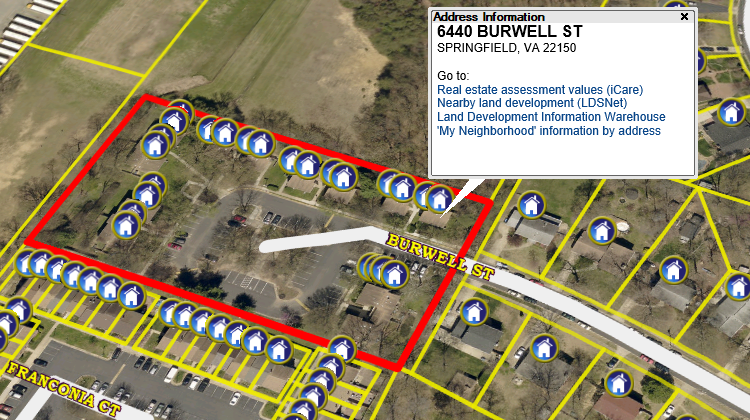 Address Information
6440 BURWELL ST
SPRINGFIELD, VA 22150
Go to:
Real estate assessment values (iCare)
Nearby land development (LDSNet)
Land Development Information Warehouse
'My Neighborhood' information by address
BURWELL ST
FRANCONIA CT